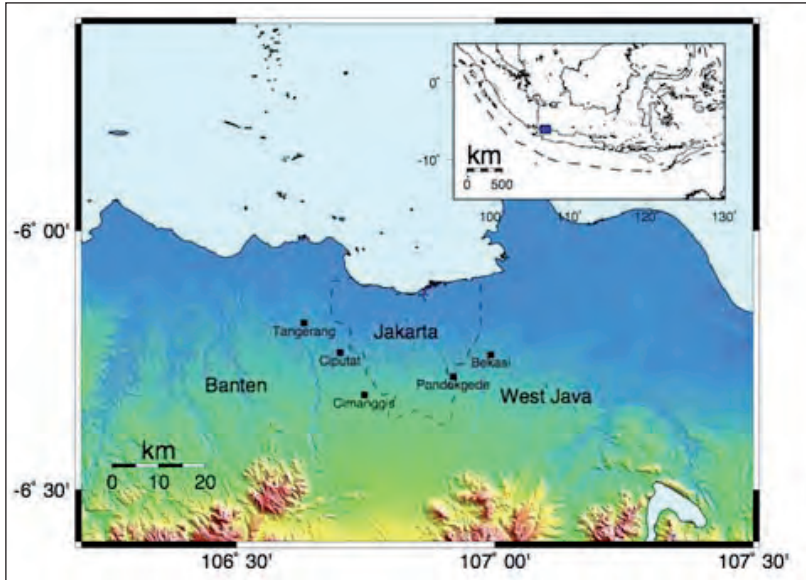 0˚
-10˚
km
0 500
100˚ 110˚ 120˚ 130˚
-6˚ 00'
Tangerang
Jakarta
Ciputat
Bekasi
Banten
Pondokgede
West Java
Cimanggis
km
0 10 20
-6˚ 30'
106˚ 30' 107˚ 00' 107˚ 30'